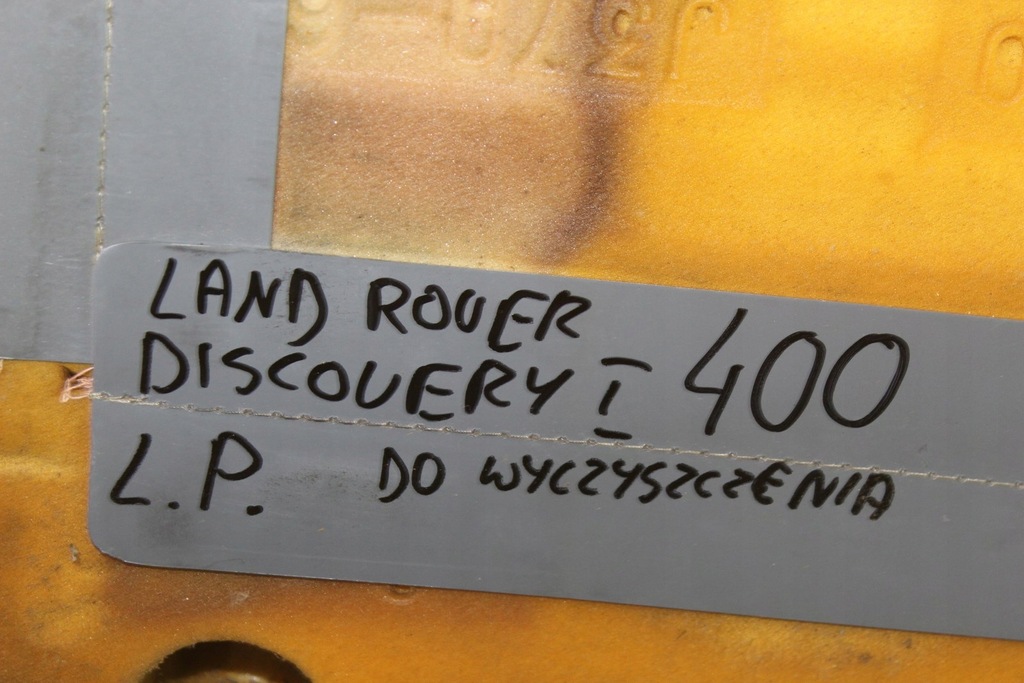 LAND ROVER
DISCOVERY I 400
L.P. DO WYCZYSZCZENIA